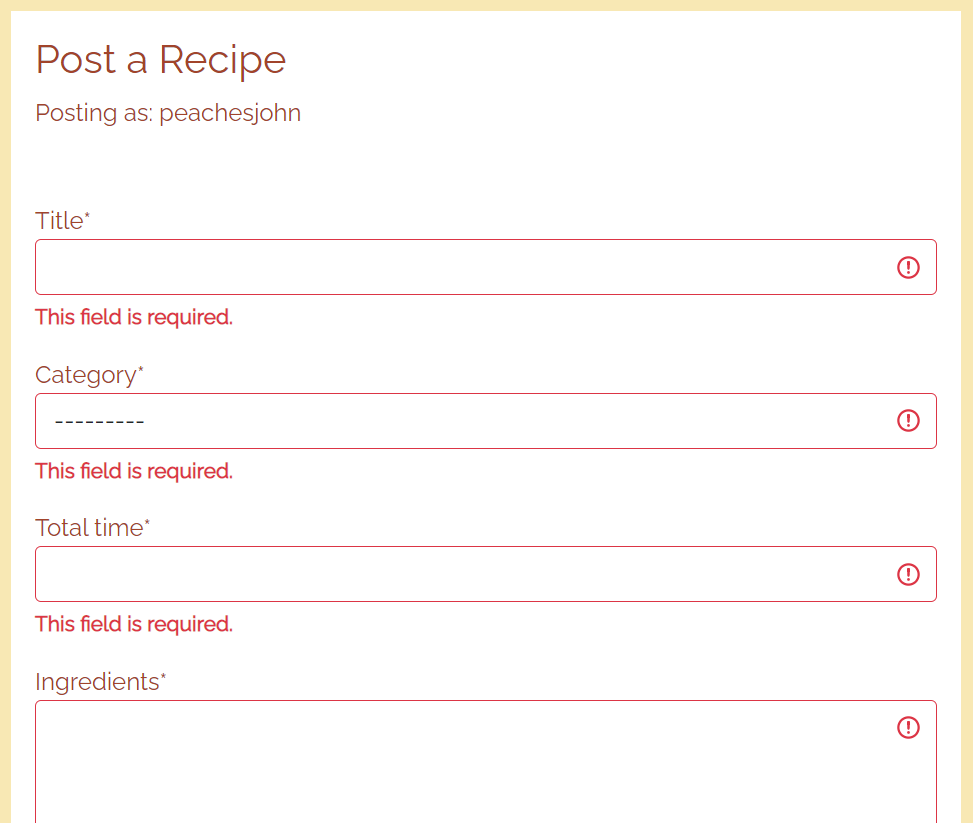 Post a Recipe
Posting as: peachesjohn
Title*
This field is required.
Category*
---------
This field is required.
Total time*
This field is required.
Ingredients*